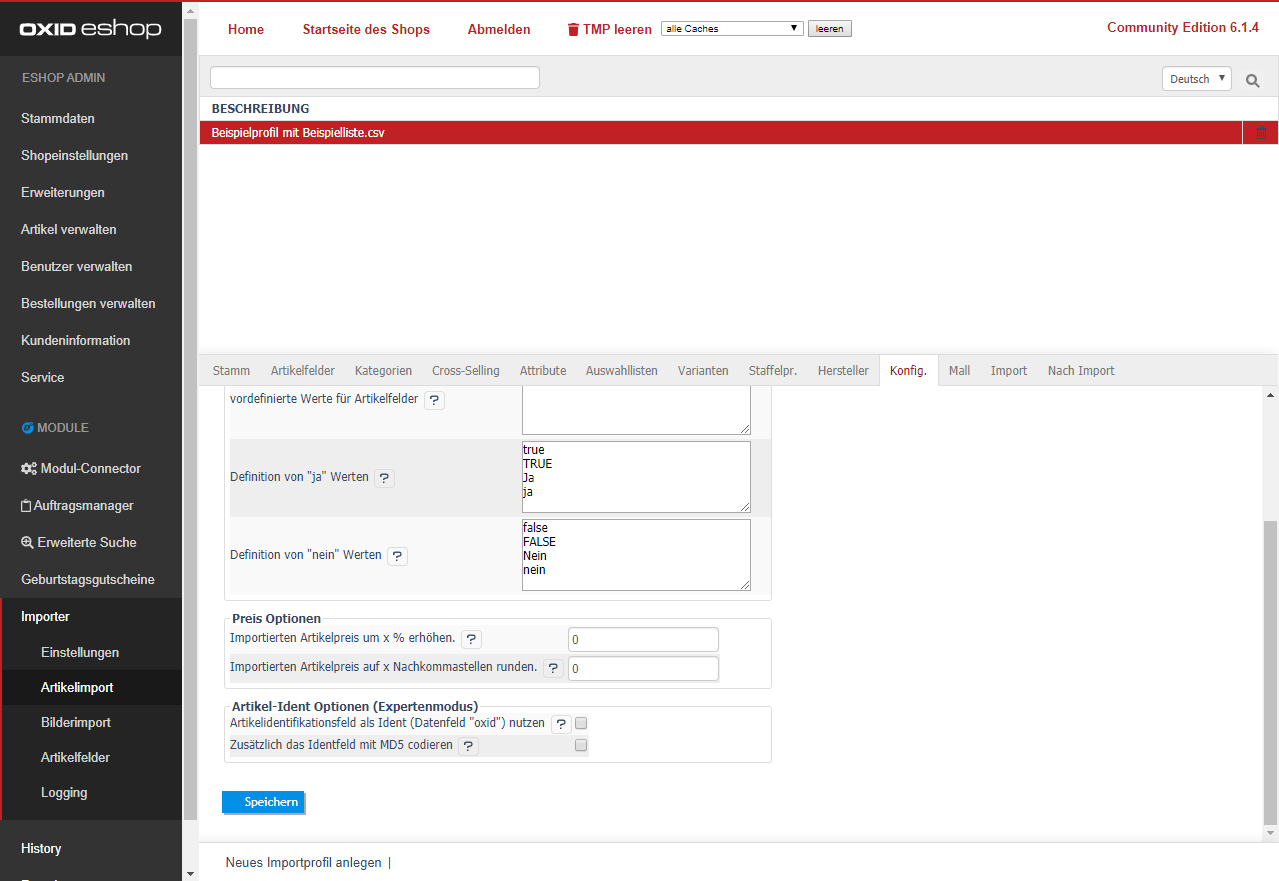 OXID eshop
Home Startseite des Shops Abmelden TMP leeren alle Caches leeren Community Edition 6.1.4
ESHOP ADMIN
Stammdaten
Shopeinstellungen
Erweiterungen
Artikel verwalten
Benutzer verwalten
Bestellungen verwalten
Kundeninformation
Service
MODULE
Modul-Connector
Auftragsmanager
Erweiterte Suche
Geburtstagsgutscheine
Importer
Einstellungen
Artikelimport
Bilderimport
Artikelfelder
Logging
History
Deutsch
BESCHREIBUNG
Beispielprofil mit Beispielliste.csv
Stamm Artikelfelder Kategorien Cross-Selling Attribute Auswahllisten Varianten Staffelpr. Hersteller Konfig. Mall Import Nach Import
vordefinierte Werte für Artikelfelder ?
Definition von "ja" Werten ?
true
TRUE
Ja
ja
Definition von "nein" Werten ?
false
FALSE
Nein
nein
Preis Optionen
Importierten Artikelpreis um x % erhöhen. ? 0
Importierten Artikelpreis auf x Nachkommastellen runden. ? 0
Artikel-Ident Optionen (Expertenmodus)
Artikelidentifikationsfeld als Ident (Datenfeld "oxid") nutzen ?
Zusätzlich das Identfeld mit MD5 codieren ?
Speichern
Neues Importprofil anlegen |